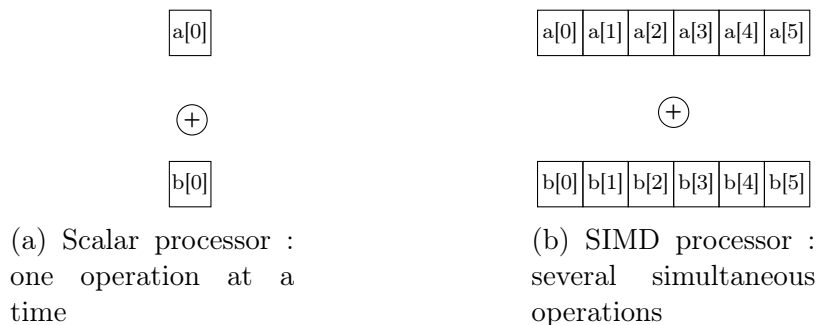 a[0]
+
b[0]
(a) Scalar processor :
one operation at a
time
a[0] a[1] a[2] a[3] a[4] a[5]
+
b[0] b[1] b[2] b[3] b[4] b[5]
(b) SIMD processor :
several simultaneous
operations